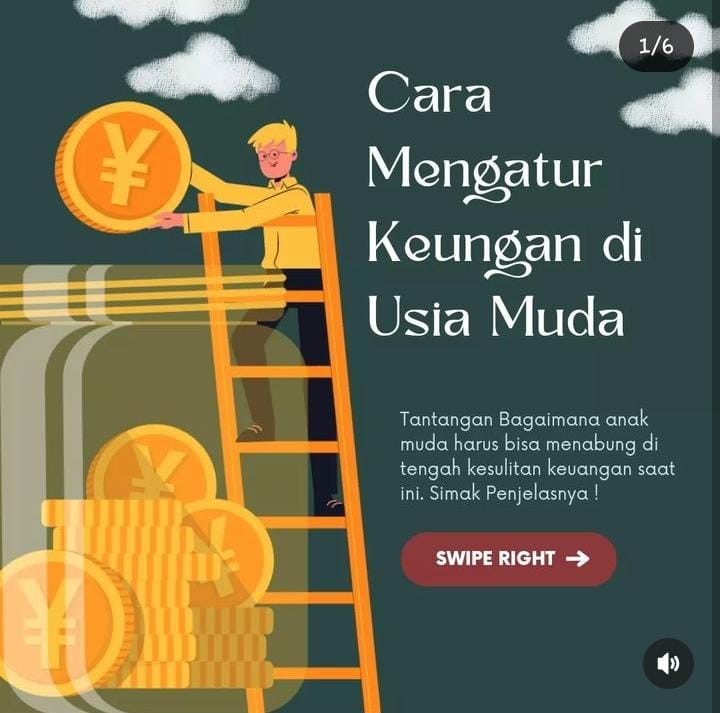 1/6
Cara
Mengatur
Keungan di
Usia Muda
Tantangan Bagaimana anak
muda harus bisa menabung di
tengah kesulitan keuangan saat
ini. Simak Penjelasnya !
SWIPE RIGHT →
¥
¥
¥
¥